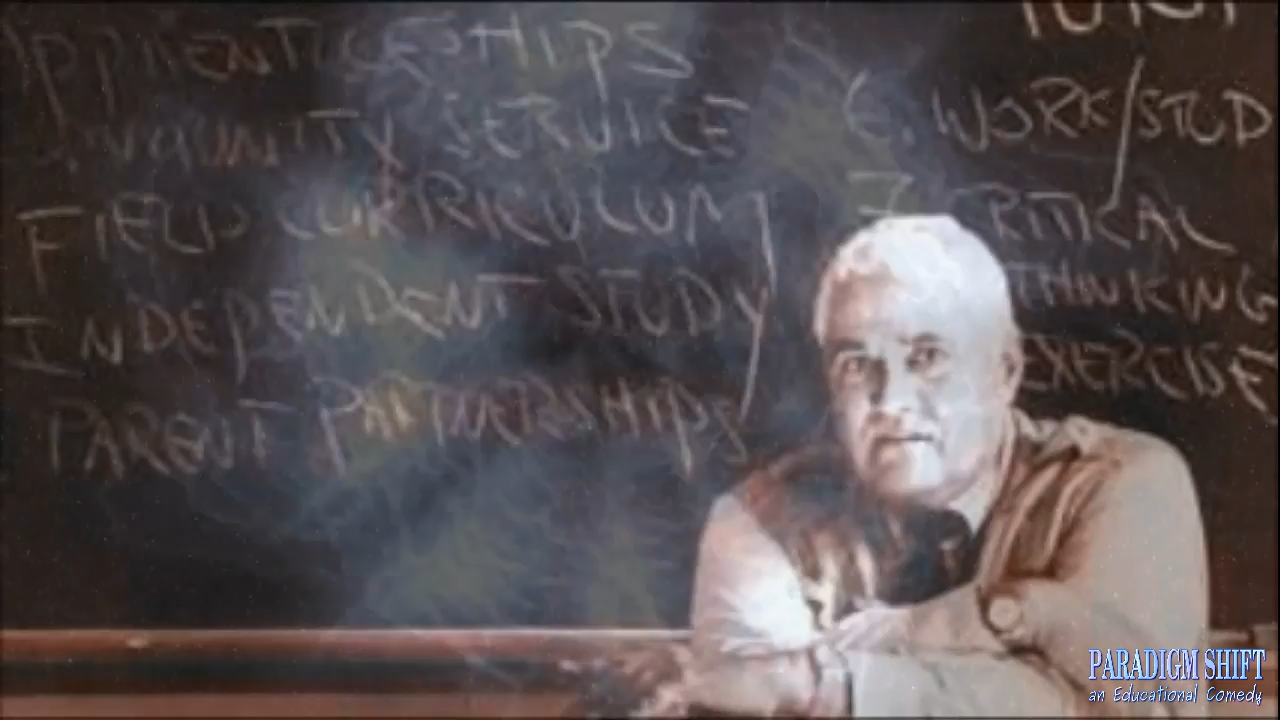 APPRENTICESHIPS
SERVICE
FIELD CURRICULUM
INDEPENDENT STUDY
PARENT PARTNERSHIPS
6. WORK/STUD
7. CRITICAL
THINKING
EXERCISE
PARADIGM SHIFT
an Educational Comedy